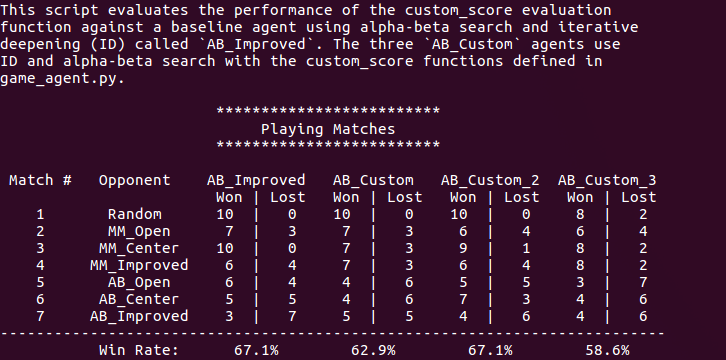 This script evaluates the performance of the custom_score evaluation
function against a baseline agent using alpha-beta search and iterative
deepening (ID) called `AB_Improved`. The three `AB_Custom` agents use
ID and alpha-beta search with the custom_score functions defined in
game_agent.py.
*************************
Playing Matches
*************************
Match # Opponent AB_Improved AB_Custom AB_Custom_2 AB_Custom_3
Won | Lost Won | Lost Won | Lost Won | Lost
1 Random 10 | 0 10 | 0 10 | 0 8 | 2
2 MM_Open 7 | 3 7 | 3 6 | 4 6 | 4
3 MM_Center 10 | 0 7 | 3 9 | 1 8 | 2
4 MM_Improved 6 | 4 7 | 3 6 | 4 8 | 2
5 AB_Open 6 | 4 4 | 6 5 | 5 3 | 7
6 AB_Center 5 | 5 4 | 6 7 | 3 4 | 6
7 AB_Improved 3 | 7 5 | 5 4 | 6 4 | 6
--------------------------------------------------------------------------
Win Rate: 67.1% 62.9% 67.1% 58.6%